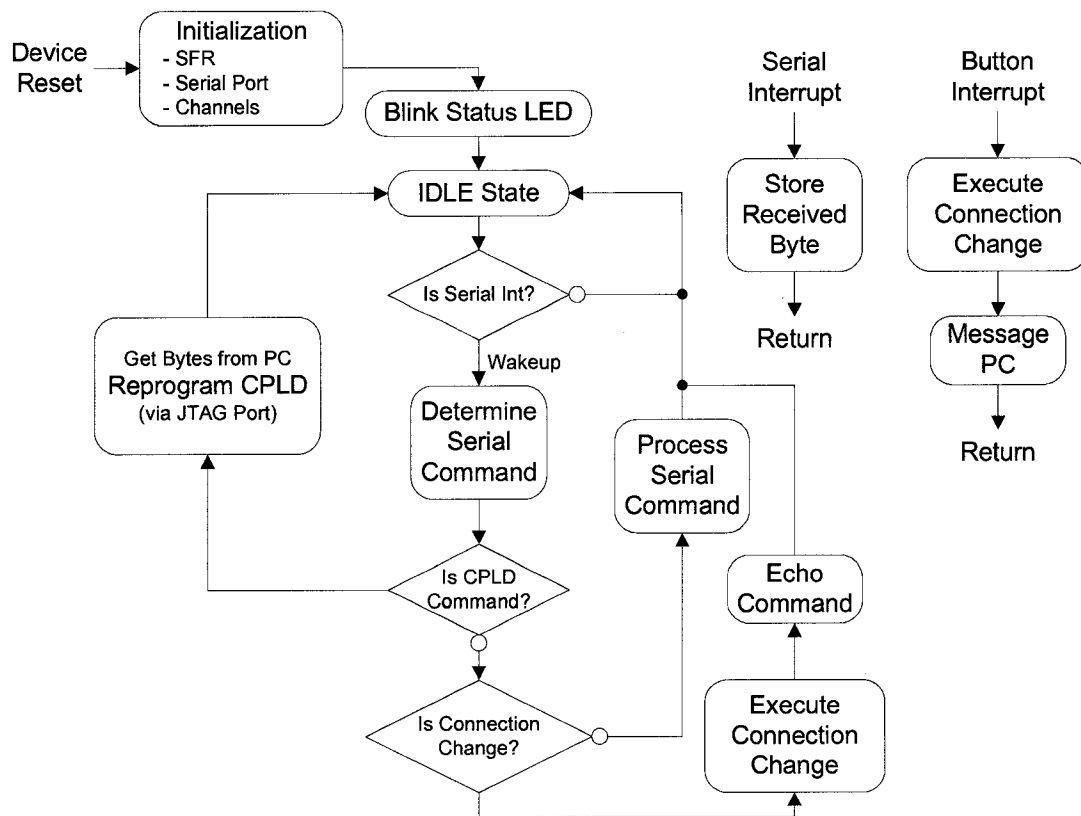 Device
Reset
Initialization
- SFR
- Serial Port
- Channels
Blink Status LED
IDLE State
Is Serial Int?
Wakeup
Get Bytes from PC
Reprogram CPLD
(via JTAG Port)
Determine
Serial
Command
Is CPLD
Command?
Is Connection
Change?
Process
Serial
Command
Echo
Command
Execute
Connection
Change
Serial
Interrupt
Store
Received
Byte
Return
Button
Interrupt
Execute
Connection
Change
Message
PC
Return